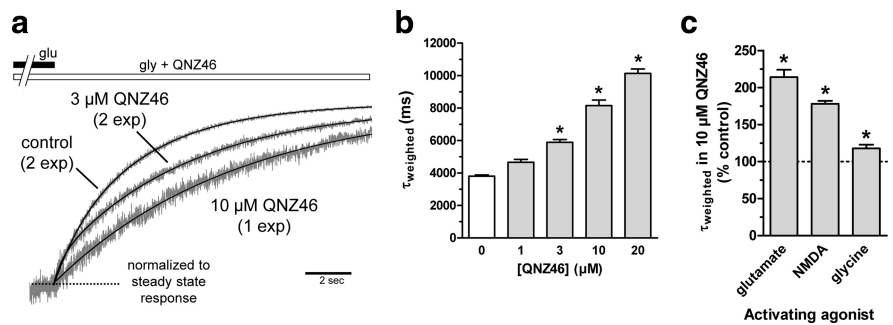 a
glu
gly + QNZ46
3 µM QNZ46
(2 exp)
control
(2 exp)
10 µM QNZ46
(1 exp)
normalized to
steady state
response
2 sec
b
τweighted (ms)
12000
10000
8000
6000
4000
2000
0
*
*
*
0 1 3 10 20
[QNZ46] (µM)
c
τweighted in 10 µM QNZ46
(% control)
250
200
150
100
50
0
*
*
*
glutamate
NMDA
glycine
Activating agonist